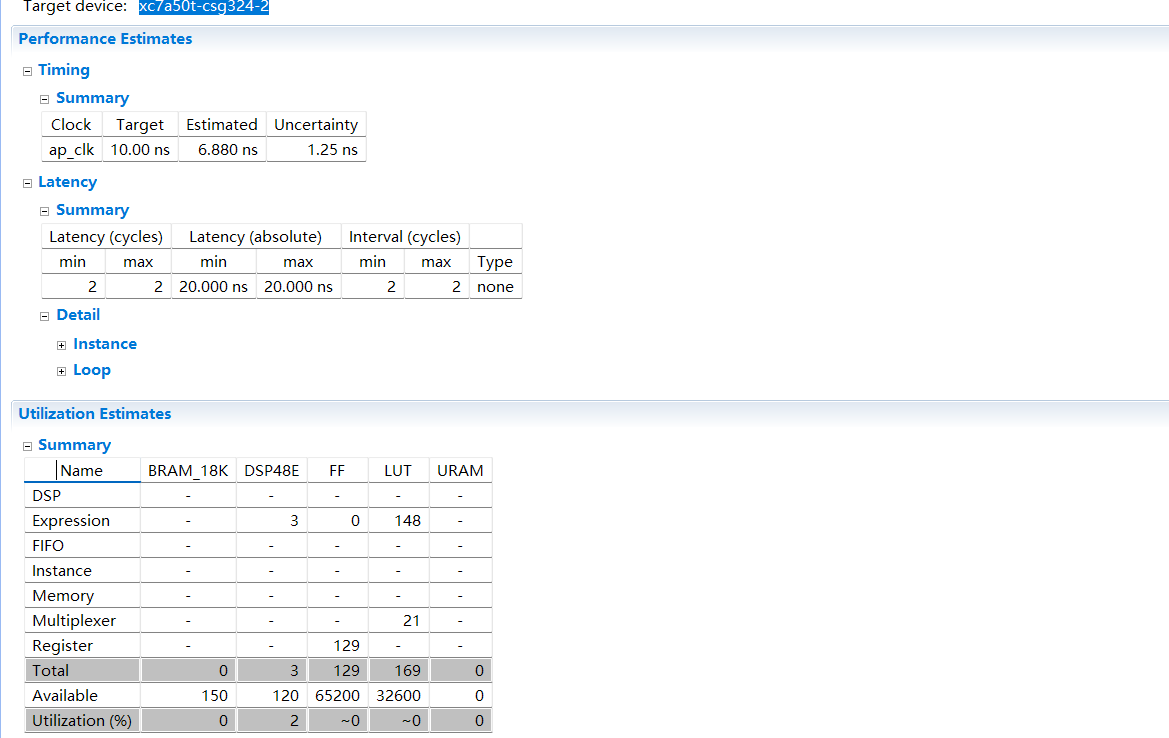 Target device: xc7a50t-csg324-2
Performance Estimates
Timing
Summary
Clock Target Estimated Uncertainty
ap_clk 10.00 ns 6.880 ns 1.25 ns
Latency
Summary
Latency (cycles) Latency (absolute) Interval (cycles)
min max min max min max Type
2 2 20.000 ns 20.000 ns 2 2 none
Detail
Instance
Loop
Utilization Estimates
Summary
Name BRAM_18K DSP48E FF LUT URAM
DSP - - - - -
Expression - 3 0 148 -
FIFO - - - - -
Instance - - - - -
Memory - - - - -
Multiplexer - - - 21 -
Register - - 129 - -
Total 0 3 129 169 0
Available 150 120 65200 32600 0
Utilization (%) 0 2 ~0 ~0 0